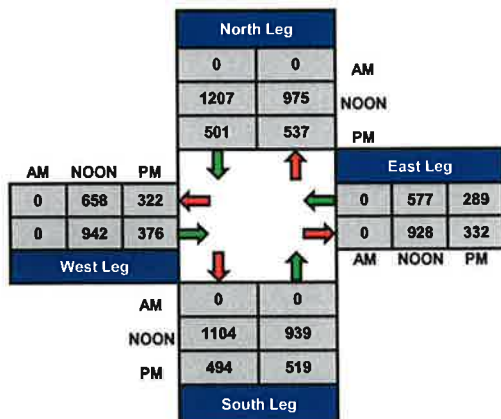 North Leg
0 0 AM
1207 975 NOON
501 537 PM
AM NOON PM
East Leg
0 658 322
0 577 289
0 942 376
0 928 332
West Leg
AM NOON PM
AM 0 0
NOON 1104 939
PM 494 519
South Leg